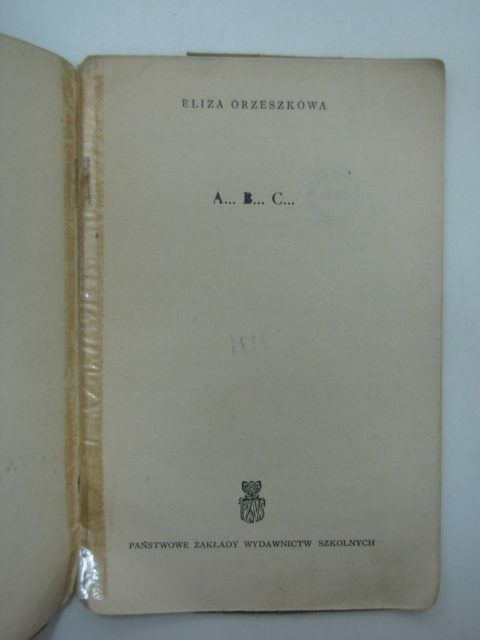 ELIZA ORZESZKOWA
A... B... C...
PAŃSTWOWE ZAKŁADY WYDAWNICTW SZKOLNYCH